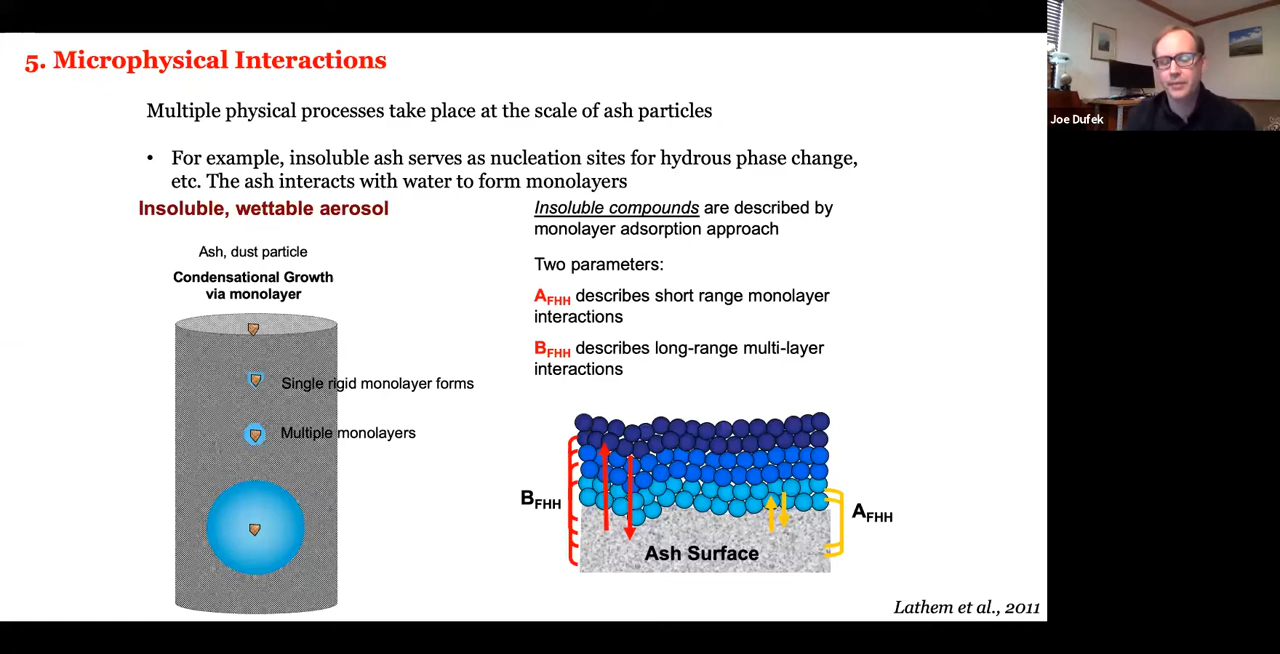 5. Microphysical Interactions
Multiple physical processes take place at the scale of ash particles
• For example, insoluble ash serves as nucleation sites for hydrous phase change,
etc. The ash interacts with water to form monolayers
Insoluble, wettable aerosol
Ash, dust particle
Condensational Growth
via monolayer
Single rigid monolayer forms
Multiple monolayers
Insoluble compounds are described by
monolayer adsorption approach
Two parameters:
AFHH describes short range monolayer
interactions
BFHH describes long-range multi-layer
interactions
BFHH
AFHH
Ash Surface
Lathem et al., 2011
Joe Dufek